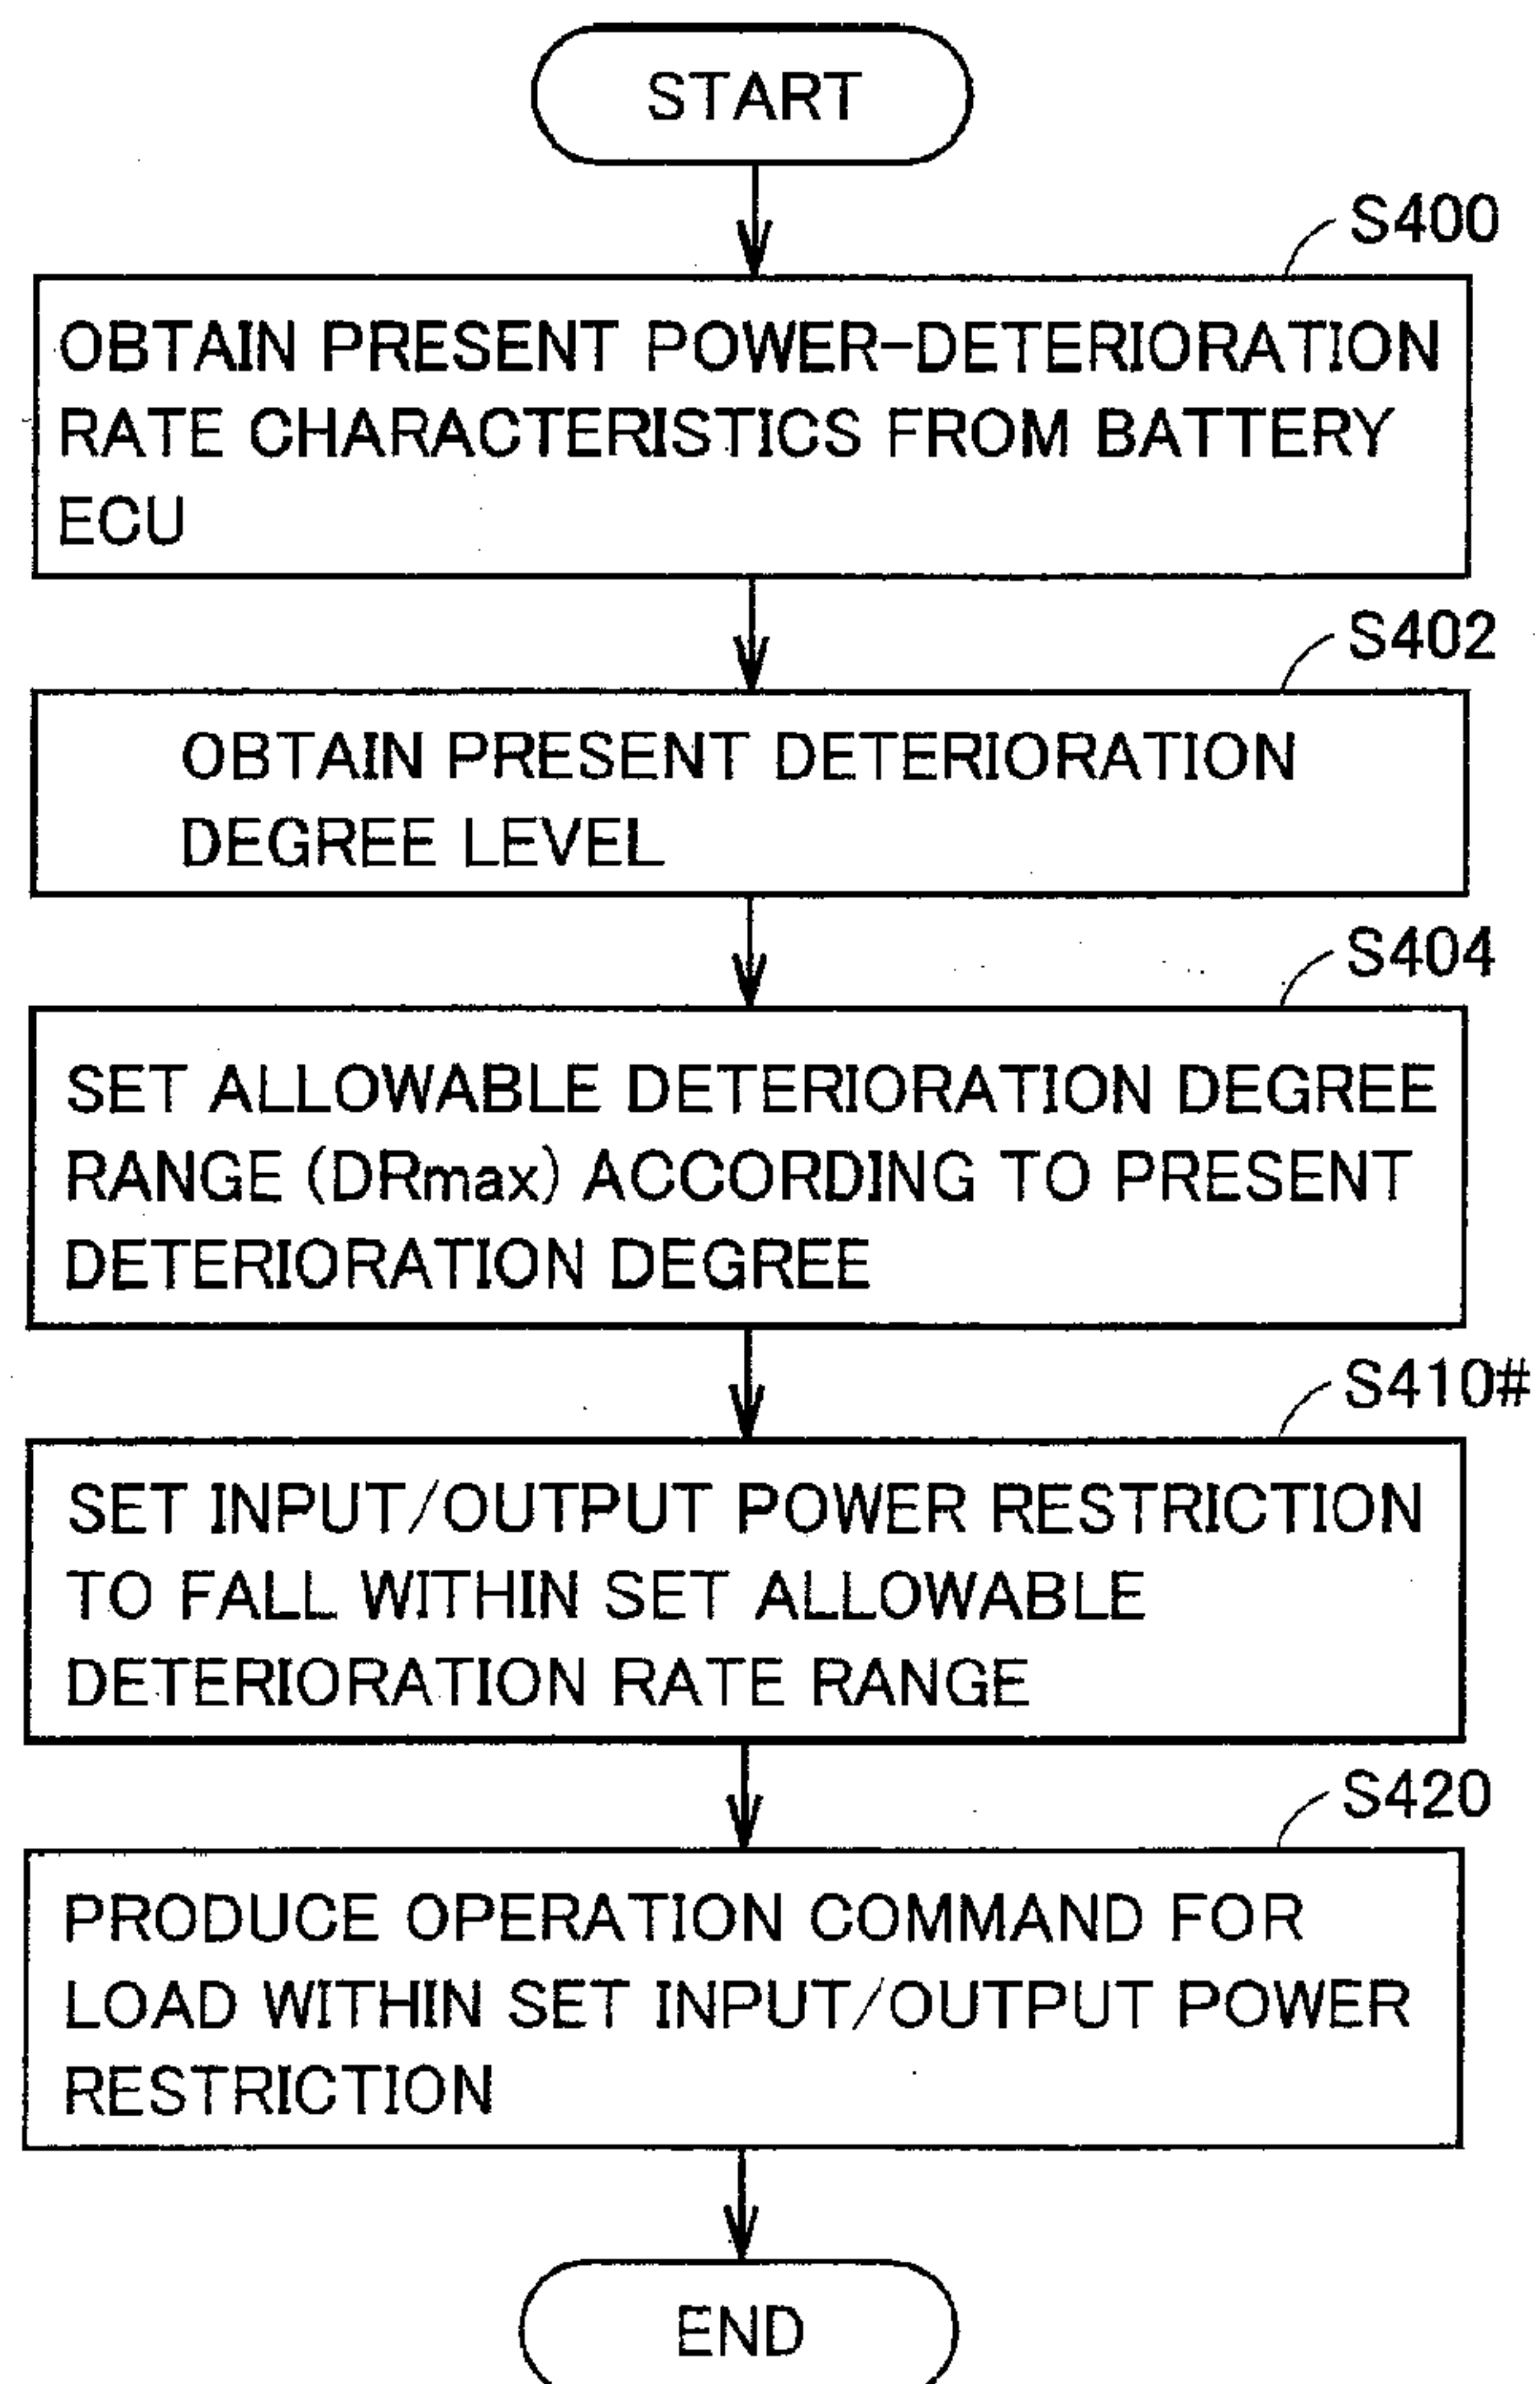 START
S400
OBTAIN PRESENT POWER-DETERIORATION
RATE CHARACTERISTICS FROM BATTERY
ECU
S402
OBTAIN PRESENT DETERIORATION
DEGREE LEVEL
S404
SET ALLOWABLE DETERIORATION DEGREE
RANGE (DRmax) ACCORDING TO PRESENT
DETERIORATION DEGREE
S410#
SET INPUT/OUTPUT POWER RESTRICTION
TO FALL WITHIN SET ALLOWABLE
DETERIORATION RATE RANGE
S420
PRODUCE OPERATION COMMAND FOR
LOAD WITHIN SET INPUT/OUTPUT POWER
RESTRICTION
END